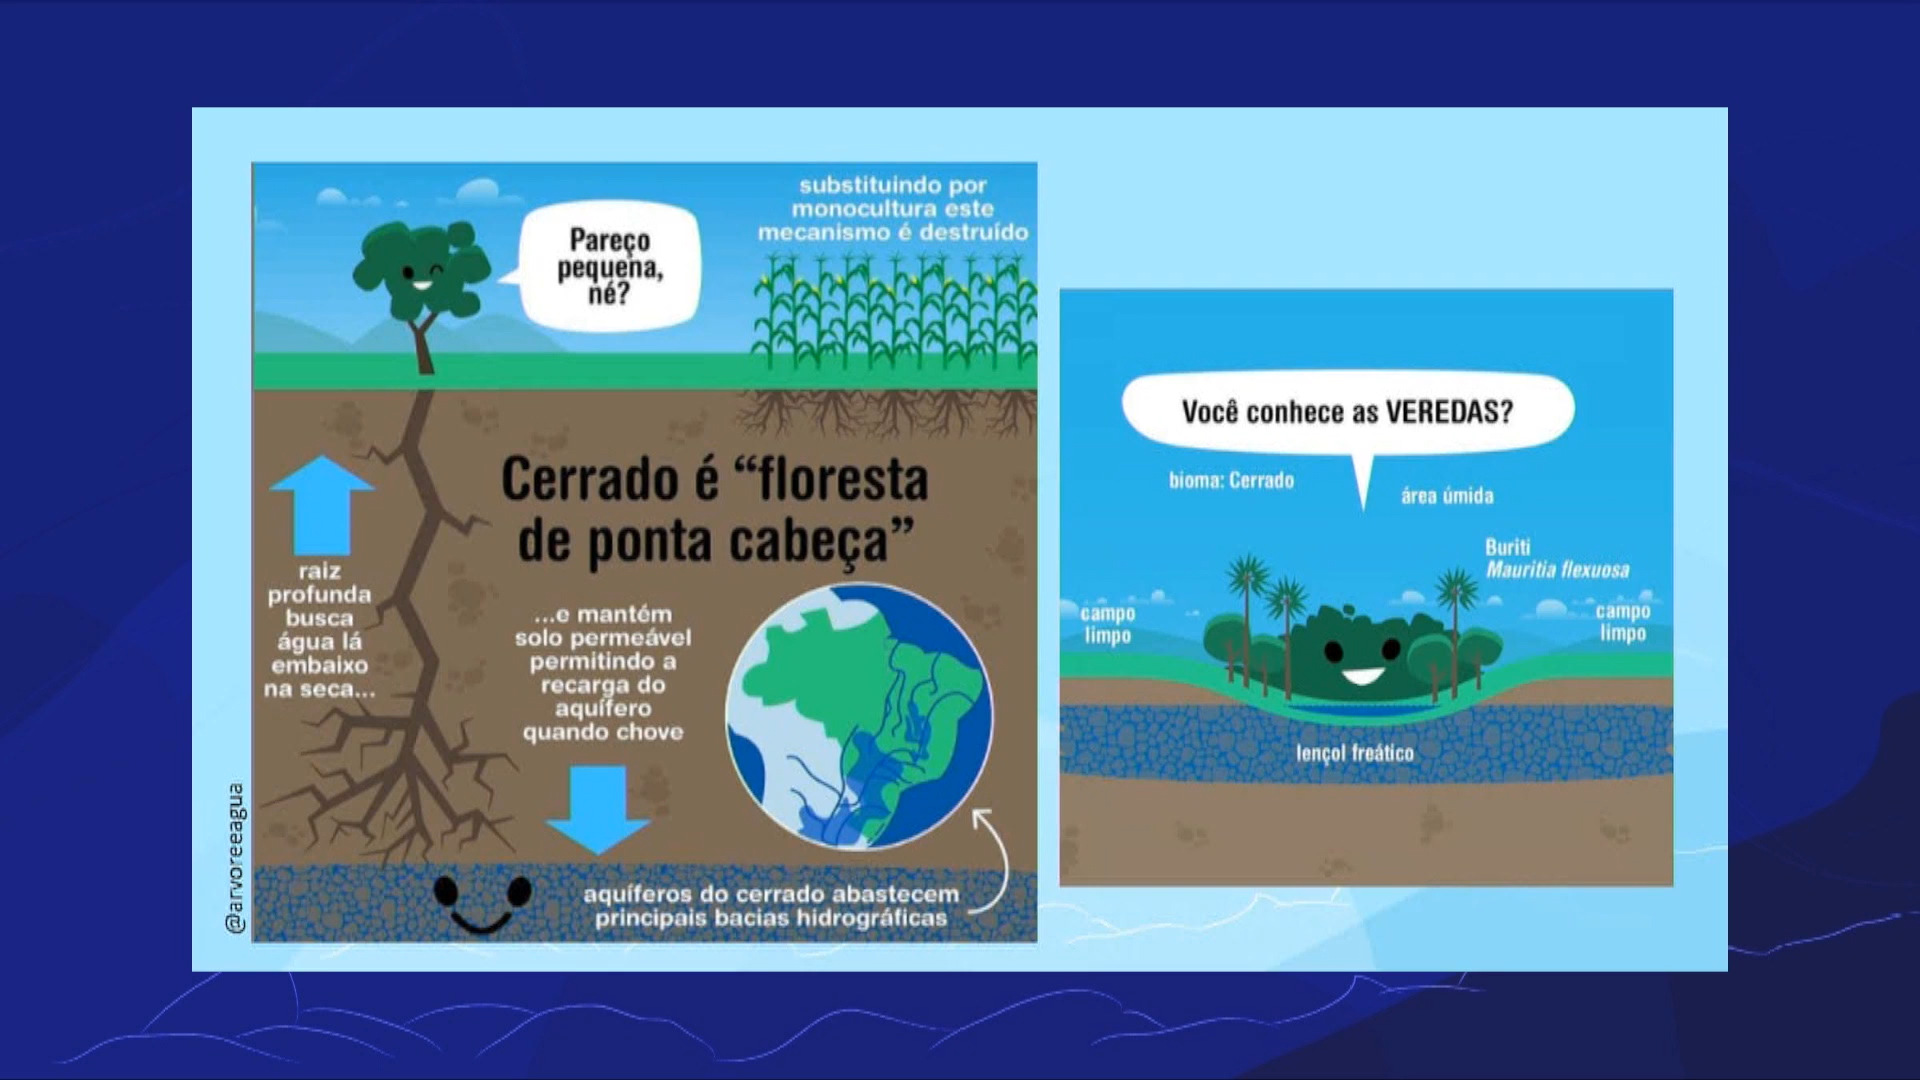 Pareço
pequena,
né?
substituindo por
monocultura este
mecanismo é destruído
Cerrado é “floresta
de ponta cabeça”
raiz
profunda
busca
água lá
embaixo
na seca...
...e mantém
solo permeável
permitindo a
recarga do
aquífero
quando chove
aquíferos do cerrado abastecem
principais bacias hidrográficas
@arvoreeagua
Você conhece as VEREDAS?
bioma: Cerrado
área úmida
Buriti
Mauritia flexuosa
campo
limpo
campo
limpo
lençol freático